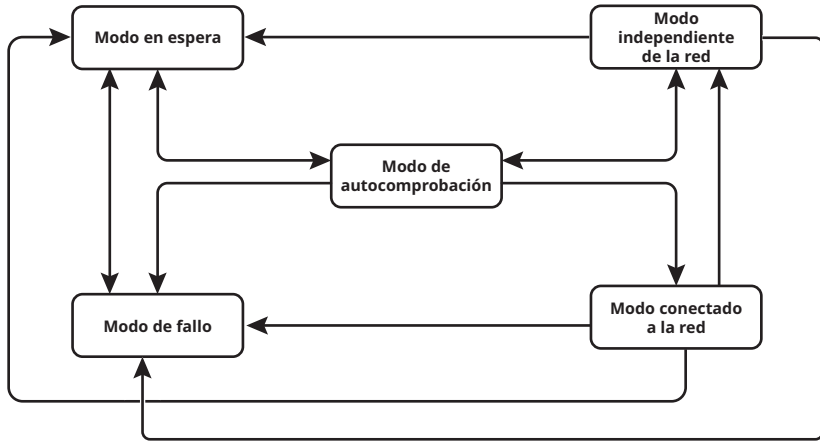 Modo en espera
Modo
independiente
de la red
Modo de
autocomprobación
Modo de fallo
Modo conectado
a la red